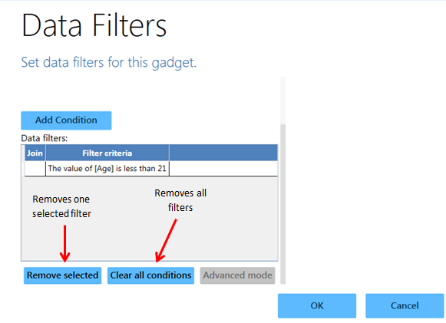 Data Filters
Set data filters for this gadget.
Add Condition
Data filters:
Join Filter criteria
The value of [Age] is less than 21
Removes one
selected filter
Removes all
filters
Remove selected Clear all conditions Advanced mode
OK Cancel